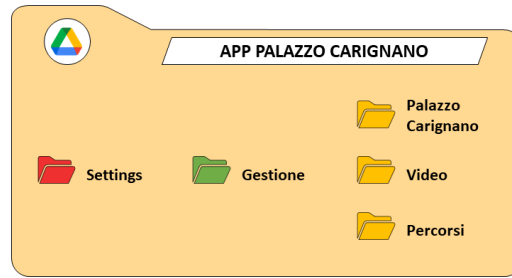 APP PALAZZO CARIGNANO
Palazzo
Carignano
Settings
Gestione
Video
Percorsi